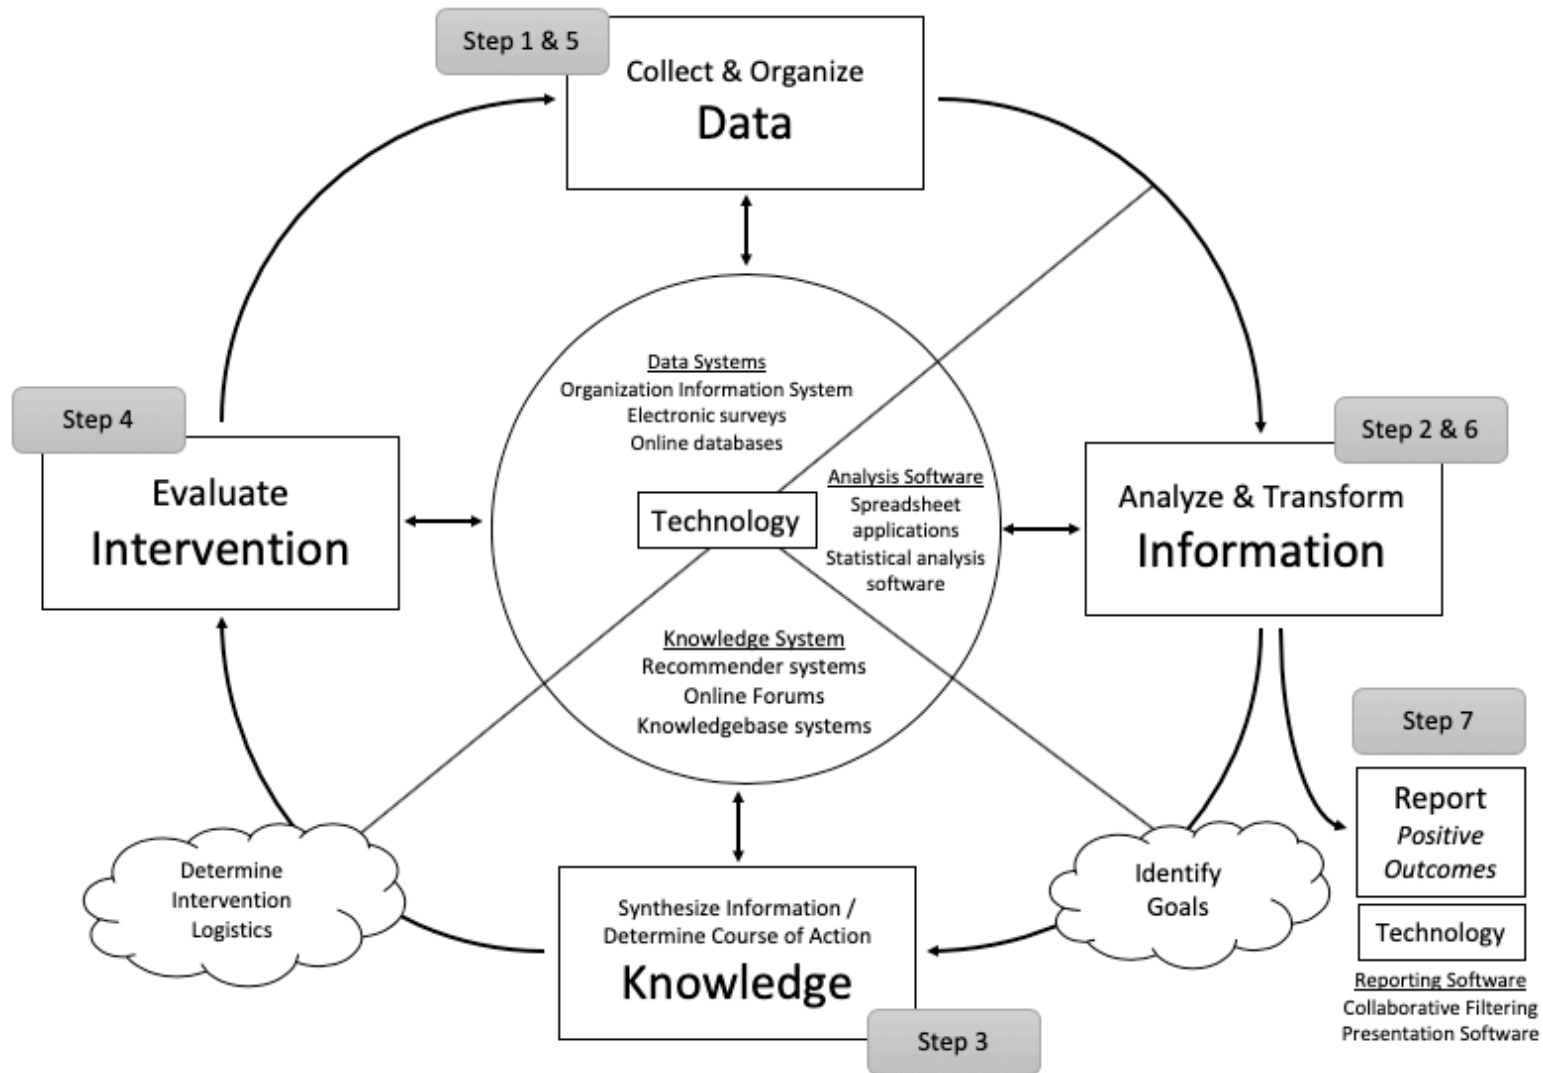 Step 1 & 5
Collect & Organize
Data
Data Systems
Organization Information System
Electronic surveys
Online databases
Step 4
Evaluate
Intervention
Technology
Analysis Software
Spreadsheet
applications
Statistical analysis
software
Step 2 & 6
Analyze & Transform
Information
Knowledge System
Recommender systems
Online Forums
Knowledgebase systems
Step 7
Report
Positive
Outcomes
Technology
Reporting Software
Collaborative Filtering
Presentation Software
Determine
Intervention
Logistics
Identify
Goals
Synthesize Information /
Determine Course of Action
Knowledge
Step 3